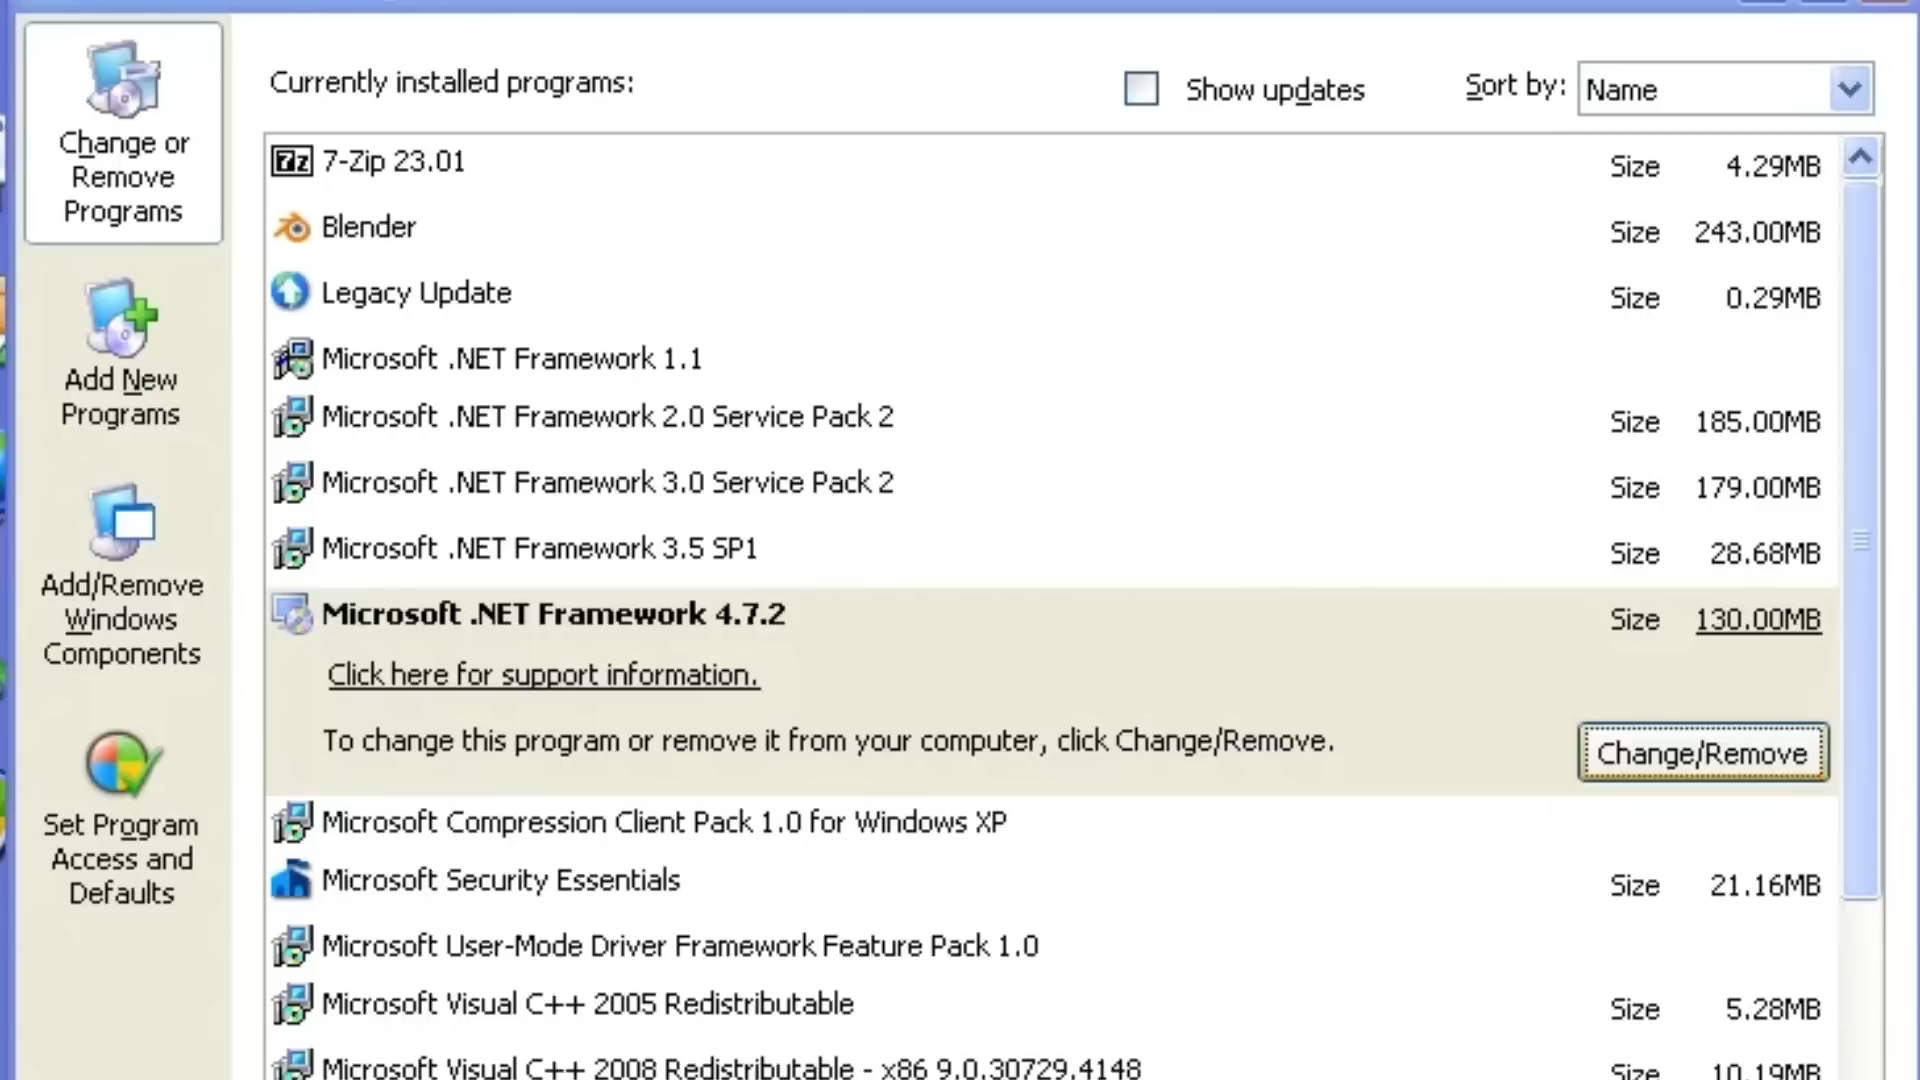 Change or
Remove
Programs
Add New
Programs
Add/Remove
Windows
Components
Set Program
Access and
Defaults
Currently installed programs:
Show updates
Sort by:
Name
7z 7-Zip 23.01 Size 4.29MB
Blender Size 243.00MB
Legacy Update Size 0.29MB
Microsoft .NET Framework 1.1
Microsoft .NET Framework 2.0 Service Pack 2 Size 185.00MB
Microsoft .NET Framework 3.0 Service Pack 2 Size 179.00MB
Microsoft .NET Framework 3.5 SP1 Size 28.68MB
Microsoft .NET Framework 4.7.2 Size 130.00MB
Click here for support information.
To change this program or remove it from your computer, click Change/Remove.
Change/Remove
Microsoft Compression Client Pack 1.0 for Windows XP
Microsoft Security Essentials Size 21.16MB
Microsoft User-Mode Driver Framework Feature Pack 1.0
Microsoft Visual C++ 2005 Redistributable Size 5.28MB
Microsoft Visual C++ 2008 Redistributable - x86 9.0.30729.4148 Size 10.19MB